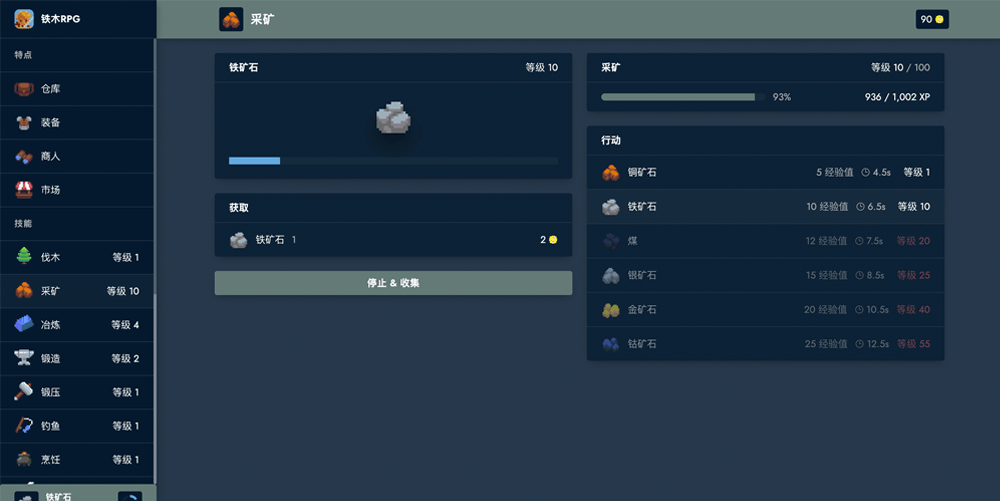 铁木RPG
特点
仓库
装备
商人
市场
技能
伐木 等级 1
采矿 等级 10
冶炼 等级 4
锻造 等级 2
锻压 等级 1
钓鱼 等级 1
烹饪 等级 1
铁矿石
采矿
90
铁矿石 等级 10
获取
铁矿石 1 2
停止 & 收集
采矿 等级 10 / 100
93% 936 / 1,002 XP
行动
铜矿石 5 经验值 4.5s 等级 1
铁矿石 10 经验值 6.5s 等级 10
煤 12 经验值 7.5s 等级 20
银矿石 15 经验值 8.5s 等级 25
金矿石 20 经验值 10.5s 等级 40
钴矿石 25 经验值 12.5s 等级 55